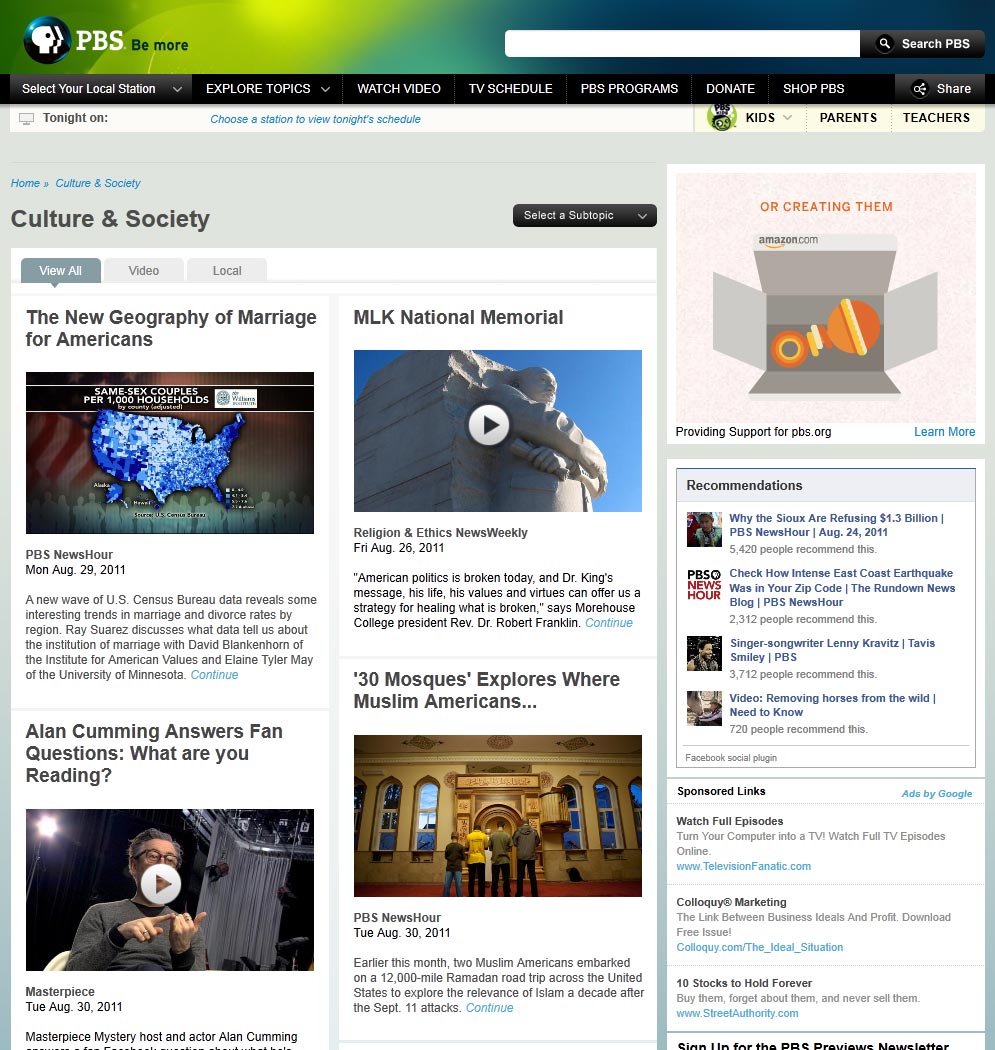 PBS Be more
Search PBS
Select Your Local Station
EXPLORE TOPICS
WATCH VIDEO
TV SCHEDULE
PBS PROGRAMS
DONATE
SHOP PBS
Share
Tonight on:
Choose a station to view tonight's schedule
PBS
KIDS
PARENTS
TEACHERS
Home » Culture & Society
Culture & Society
Select a Subtopic
View All
Video
Local
The New Geography of Marriage
for Americans
SAME-SEX COUPLES
PER 1,000 HOUSEHOLDS
by county (adjusted)
Williams
INSTITUTE
Alaska
Hawaii
Source: U.S. Census Bureau
PBS NewsHour
Mon Aug. 29, 2011
A new wave of U.S. Census Bureau data reveals some
interesting trends in marriage and divorce rates by
region. Ray Suarez discusses what data tell us about
the institution of marriage with David Blankenhorn of
the Institute for American Values and Elaine Tyler May
of the University of Minnesota. Continue
Alan Cumming Answers Fan
Questions: What are you
Reading?
Masterpiece
Tue Aug. 30, 2011
Masterpiece Mystery host and actor Alan Cumming
answers a fan Facebook question about what he's
MLK National Memorial
Religion & Ethics NewsWeekly
Fri Aug. 26, 2011
"American politics is broken today, and Dr. King's
message, his life, his values and virtues can offer us a
strategy for healing what is broken," says Morehouse
College president Rev. Dr. Robert Franklin. Continue
'30 Mosques' Explores Where
Muslim Americans...
PBS NewsHour
Tue Aug. 30, 2011
Earlier this month, two Muslim Americans embarked
on a 12,000-mile Ramadan road trip across the United
States to explore the relevance of Islam a decade after
the Sept. 11 attacks. Continue
OR CREATING THEM
amazon.com
Providing Support for pbs.org
Learn More
Recommendations
Why the Sioux Are Refusing $1.3 Billion |
PBS NewsHour | Aug. 24, 2011
5,420 people recommend this.
PBS
NEWS
HOUR
Check How Intense East Coast Earthquake
Was in Your Zip Code | The Rundown News
Blog | PBS NewsHour
2,312 people recommend this.
Singer-songwriter Lenny Kravitz | Tavis
Smiley | PBS
3,712 people recommend this.
Video: Removing horses from the wild |
Need to Know
720 people recommend this.
Facebook social plugin
Sponsored Links
Ads by Google
Watch Full Episodes
Turn Your Computer into a TV! Watch Full TV Episodes
Online.
www.TelevisionFanatic.com
Colloquy® Marketing
The Link Between Business Ideals And Profit. Download
Free Issue!
Colloquy.com/The_Ideal_Situation
10 Stocks to Hold Forever
Buy them, forget about them, and never sell them.
www.StreetAuthority.com
Sign Up for the PBS Previews Newsletter